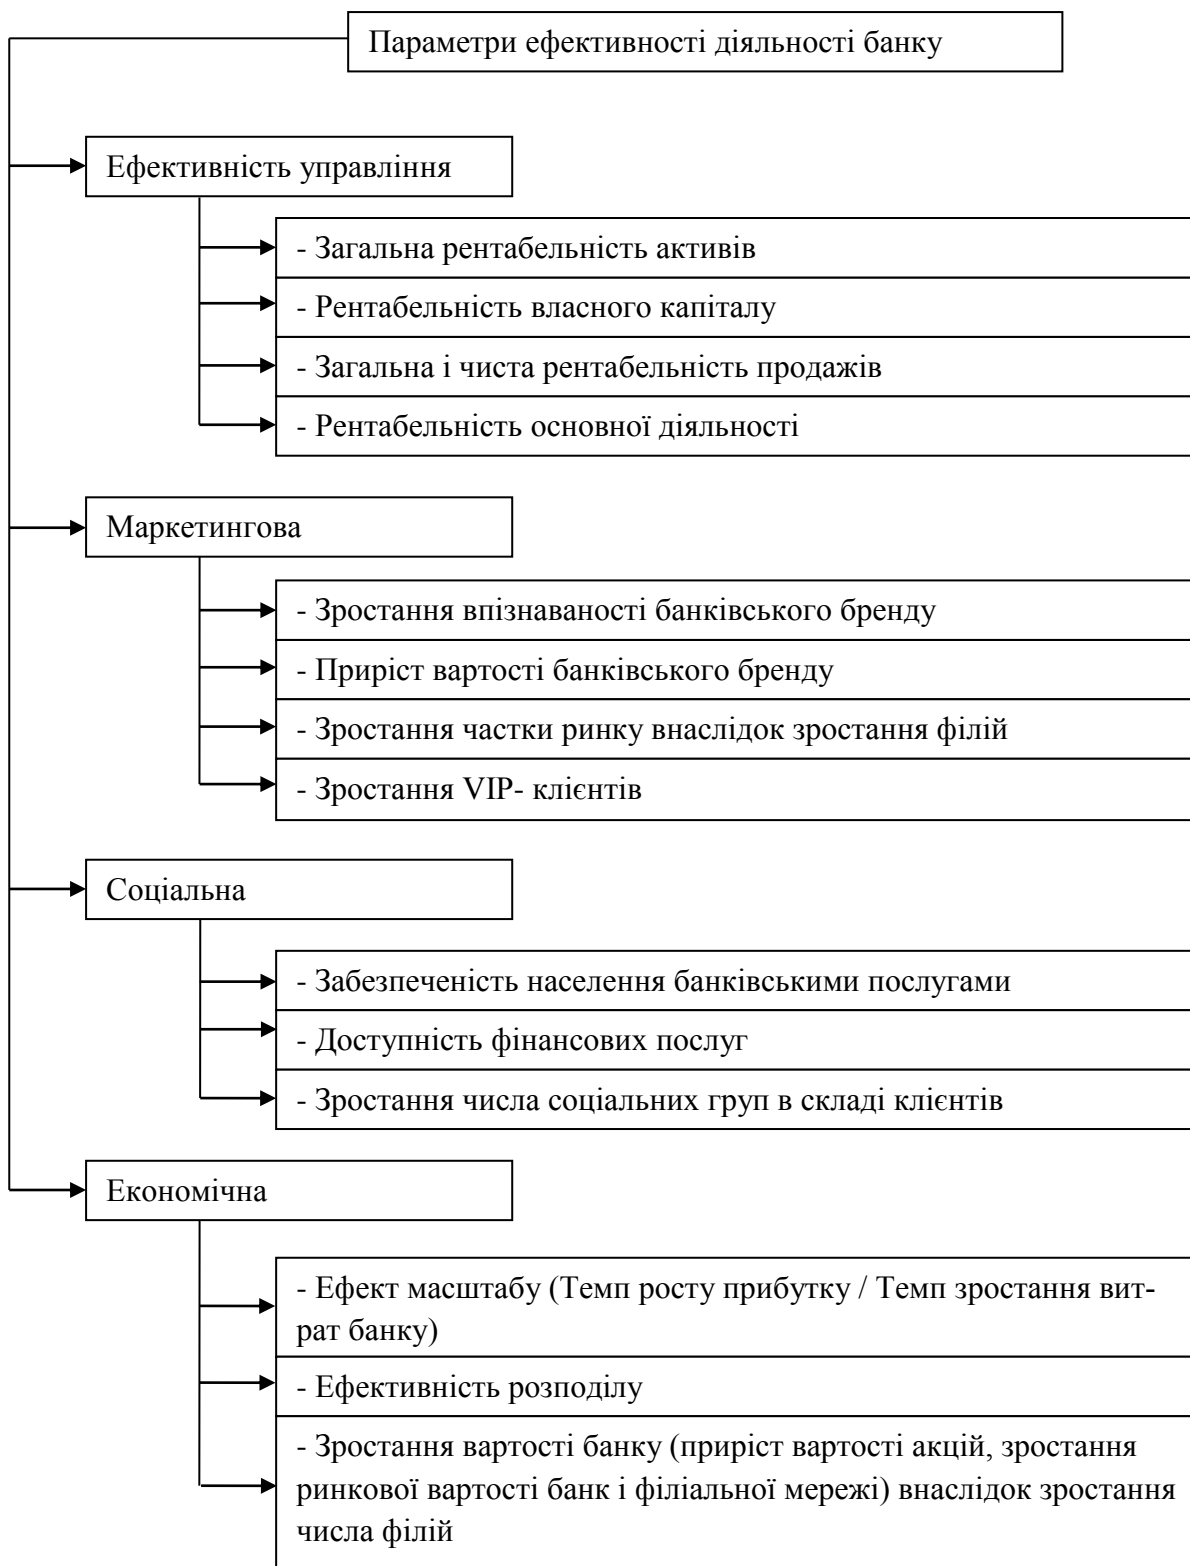 Параметри ефективності діяльності банку
Ефективність управління
- Загальна рентабельність активів
- Рентабельність власного капіталу
- Загальна і чиста рентабельність продажів
- Рентабельність основної діяльності
Маркетингова
- Зростання впізнаваності банківського бренду
- Приріст вартості банківського бренду
- Зростання частки ринку внаслідок зростання філій
- Зростання VIP- клієнтів
Соціальна
- Забезпеченість населення банківськими послугами
- Доступність фінансових послуг
- Зростання числа соціальних груп в складі клієнтів
Економічна
- Ефект масштабу (Темп росту прибутку / Темп зростання вит-
рат банку)
- Ефективність розподілу
- Зростання вартості банку (приріст вартості акцій, зростання
ринкової вартості банк і філіальної мережі) внаслідок зростання
числа філій